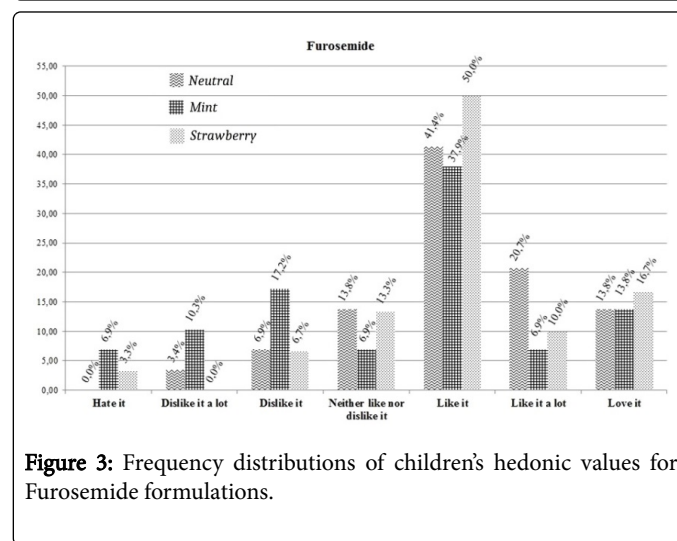 Furosemide
55,00
50,00
45,00
40,00
35,00
30,00
25,00
20,00
15,00
10,00
5,00
0,00
Neutral
Mint
Strawberry
0,0%
6,9%
3,3%
3,4%
10,3%
0,0%
6,9%
17,2%
6,7%
13,8%
6,9%
13,3%
41,4%
37,9%
50,0%
20,7%
6,9%
10,0%
13,8%
13,8%
16,7%
Hate it
Dislike it a lot
Dislike it
Neither like nor
dislike it
Like it
Like it a lot
Love it
Figure 3: Frequency distributions of children's hedonic values for
Furosemide formulations.